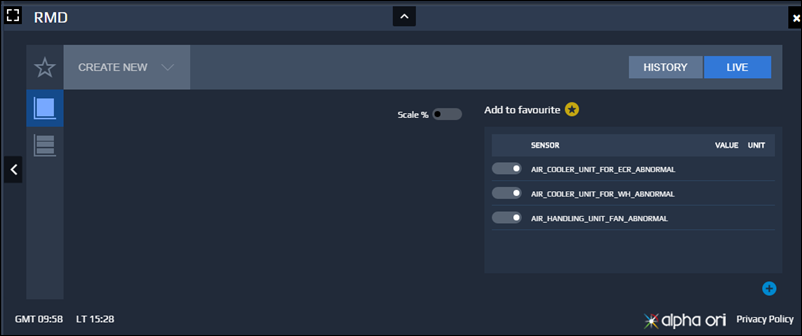 RMD
CREATE NEW
HISTORY
LIVE
Scale %
Add to favourite
SENSOR VALUE UNIT
AIR_COOLER_UNIT_FOR_ECR_ABNORMAL
AIR_COOLER_UNIT_FOR_WH_ABNORMAL
AIR_HANDLING_UNIT_FAN_ABNORMAL
GMT 09:58 LT 15:28
alpha ori Privacy Policy